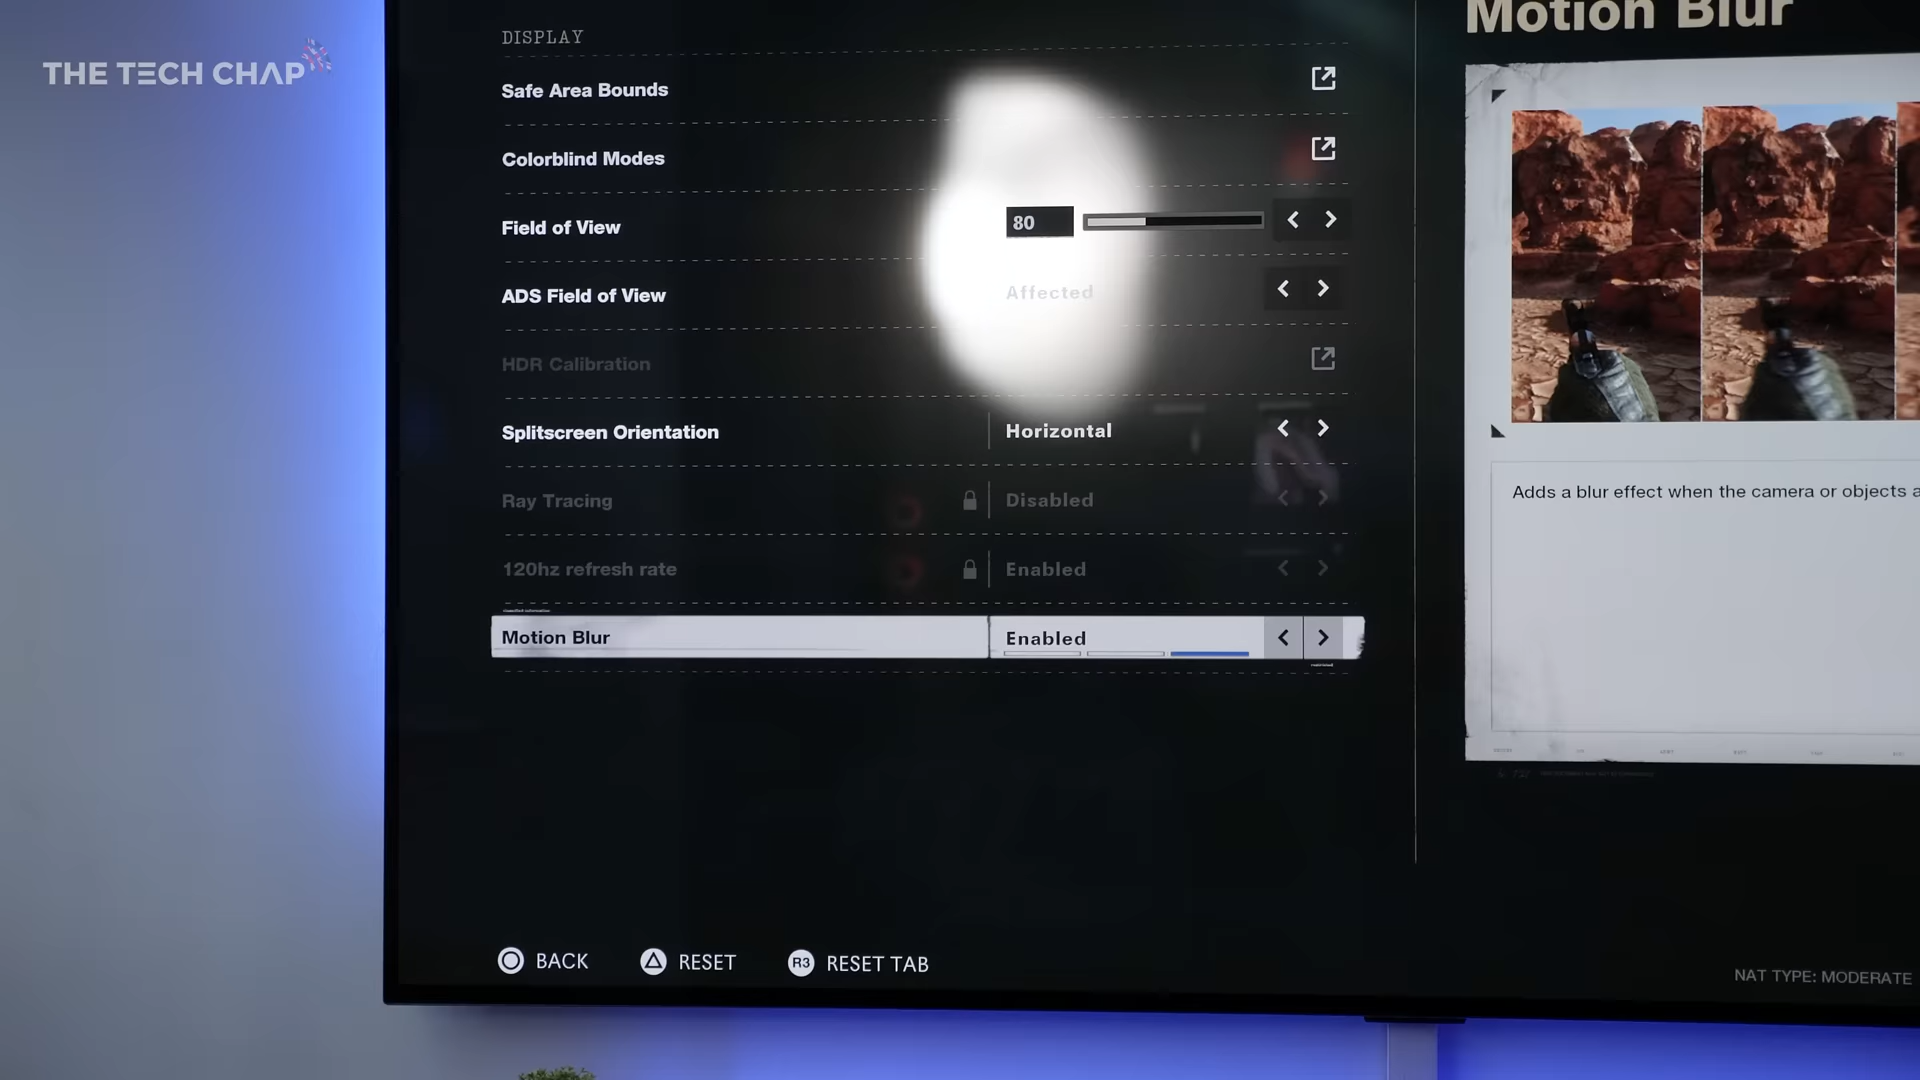 THE TECH CHAP
DISPLAY
Safe Area Bounds
Colorblind Modes
Field of View 80
ADS Field of View Affected
HDR Calibration
Splitscreen Orientation Horizontal
Ray Tracing Disabled
120hz refresh rate Enabled
Motion Blur Enabled
BACK RESET R3 RESET TAB
Motion Blur
Adds a blur effect when the camera or objects a
NAT TYPE: MODERATE